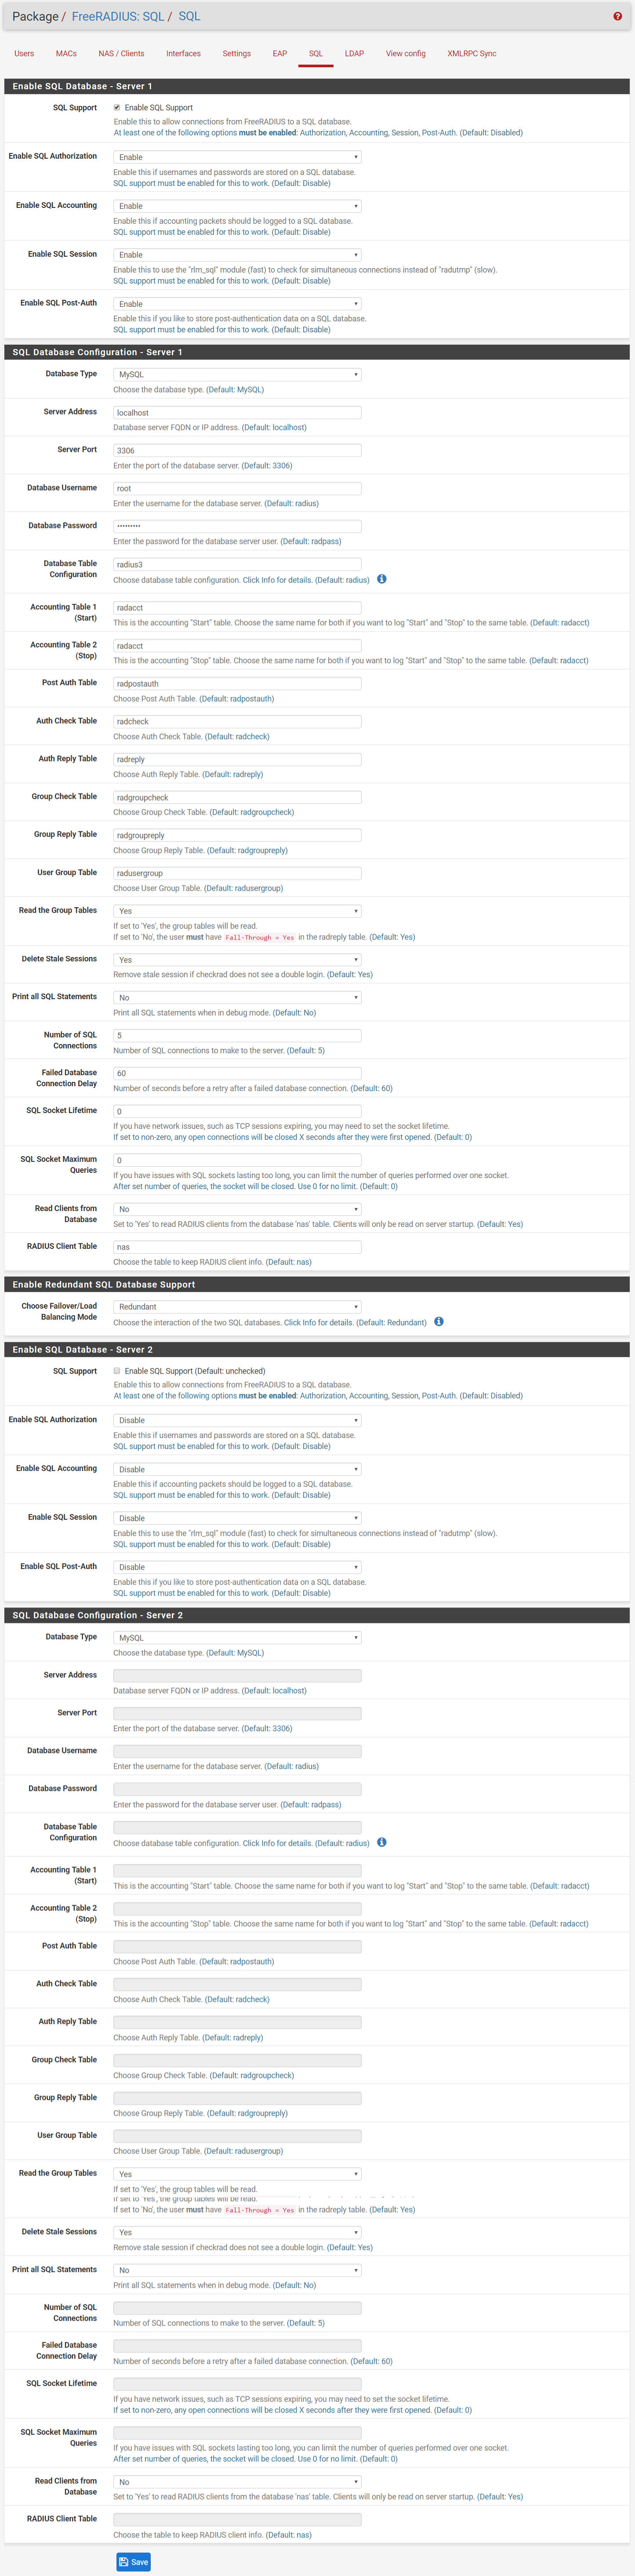 Package / FreeRADIUS: SQL / SQL
Users MACs NAS / Clients Interfaces Settings EAP SQL LDAP View config XMLRPC Sync
Enable SQL Database - Server 1
SQL Support Enable SQL Support
Enable this to allow connections from FreeRADIUS to a SQL database.
At least one of the following options must be enabled: Authorization, Accounting, Session, Post-Auth. (Default: Disabled)
Enable SQL Authorization Enable
Enable this if usernames and passwords are stored on a SQL database.
SQL support must be enabled for this to work. (Default: Disable)
Enable SQL Accounting Enable
Enable this if accounting packets should be logged to a SQL database.
SQL support must be enabled for this to work. (Default: Disable)
Enable SQL Session Enable
Enable this to use the "rlm_sql" module (fast) to check for simultaneous connections instead of "radutmp" (slow).
SQL support must be enabled for this to work. (Default: Disable)
Enable SQL Post-Auth Enable
Enable this if you like to store post-authentication data on a SQL database.
SQL support must be enabled for this to work. (Default: Disable)
SQL Database Configuration - Server 1
Database Type MySQL
Choose the database type. (Default: MySQL)
Server Address localhost
Database server FQDN or IP address. (Default: localhost)
Server Port 3306
Enter the port of the database server. (Default: 3306)
Database Username root
Enter the username for the database server. (Default: radius)
Database Password •••••••••
Enter the password for the database server user. (Default: radpass)
Database Table Configuration radius3
Choose database table configuration. Click Info for details. (Default: radius)
Accounting Table 1 (Start) radacct
This is the accounting "Start" table. Choose the same name for both if you want to log "Start" and "Stop" to the same table. (Default: radacct)
Accounting Table 2 (Stop) radacct
This is the accounting "Stop" table. Choose the same name for both if you want to log "Start" and "Stop" to the same table. (Default: radacct)
Post Auth Table radpostauth
Choose Post Auth Table. (Default: radpostauth)
Auth Check Table radcheck
Choose Auth Check Table. (Default: radcheck)
Auth Reply Table radreply
Choose Auth Reply Table. (Default: radreply)
Group Check Table radgroupcheck
Choose Group Check Table. (Default: radgroupcheck)
Group Reply Table radgroupreply
Choose Group Reply Table. (Default: radgroupreply)
User Group Table radusergroup
Choose User Group Table. (Default: radusergroup)
Read the Group Tables Yes
If set to 'Yes', the group tables will be read.
If set to 'No', the user must have Fall-Through = Yes in the radreply table. (Default: Yes)
Delete Stale Sessions Yes
Remove stale session if checkrad does not see a double login. (Default: Yes)
Print all SQL Statements No
Print all SQL statements when in debug mode. (Default: No)
Number of SQL Connections 5
Number of SQL connections to make to the server. (Default: 5)
Failed Database Connection Delay 60
Number of seconds before a retry after a failed database connection. (Default: 60)
SQL Socket Lifetime 0
If you have network issues, such as TCP sessions expiring, you may need to set the socket lifetime.
If set to non-zero, any open connections will be closed X seconds after they were first opened. (Default: 0)
SQL Socket Maximum Queries 0
If you have issues with SQL sockets lasting too long, you can limit the number of queries performed over one socket.
After set number of queries, the socket will be closed. Use 0 for no limit. (Default: 0)
Read Clients from Database No
Set to 'Yes' to read RADIUS clients from the database 'nas' table. Clients will only be read on server startup. (Default: Yes)
RADIUS Client Table nas
Choose the table to keep RADIUS client info. (Default: nas)
Enable Redundant SQL Database Support
Choose Failover/Load Balancing Mode Redundant
Choose the interaction of the two SQL databases. Click Info for details. (Default: Redundant)
Enable SQL Database - Server 2
SQL Support Enable SQL Support (Default: unchecked)
Enable this to allow connections from FreeRADIUS to a SQL database.
At least one of the following options must be enabled: Authorization, Accounting, Session, Post-Auth. (Default: Disabled)
Enable SQL Authorization Disable
Enable this if usernames and passwords are stored on a SQL database.
SQL support must be enabled for this to work. (Default: Disable)
Enable SQL Accounting Disable
Enable this if accounting packets should be logged to a SQL database.
SQL support must be enabled for this to work. (Default: Disable)
Enable SQL Session Disable
Enable this to use the "rlm_sql" module (fast) to check for simultaneous connections instead of "radutmp" (slow).
SQL support must be enabled for this to work. (Default: Disable)
Enable SQL Post-Auth Disable
Enable this if you like to store post-authentication data on a SQL database.
SQL support must be enabled for this to work. (Default: Disable)
SQL Database Configuration - Server 2
Database Type MySQL
Choose the database type. (Default: MySQL)
Server Address
Database server FQDN or IP address. (Default: localhost)
Server Port
Enter the port of the database server. (Default: 3306)
Database Username
Enter the username for the database server. (Default: radius)
Database Password
Enter the password for the database server user. (Default: radpass)
Database Table Configuration
Choose database table configuration. Click Info for details. (Default: radius)
Accounting Table 1 (Start)
This is the accounting "Start" table. Choose the same name for both if you want to log "Start" and "Stop" to the same table. (Default: radacct)
Accounting Table 2 (Stop)
This is the accounting "Stop" table. Choose the same name for both if you want to log "Start" and "Stop" to the same table. (Default: radacct)
Post Auth Table
Choose Post Auth Table. (Default: radpostauth)
Auth Check Table
Choose Auth Check Table. (Default: radcheck)
Auth Reply Table
Choose Auth Reply Table. (Default: radreply)
Group Check Table
Choose Group Check Table. (Default: radgroupcheck)
Group Reply Table
Choose Group Reply Table. (Default: radgroupreply)
User Group Table
Choose User Group Table. (Default: radusergroup)
Read the Group Tables Yes
If set to 'Yes', the group tables will be read.
If set to 'Yes', the group tables will be read.
If set to 'No', the user must have Fall-Through = Yes in the radreply table. (Default: Yes)
Delete Stale Sessions Yes
Remove stale session if checkrad does not see a double login. (Default: Yes)
Print all SQL Statements No
Print all SQL statements when in debug mode. (Default: No)
Number of SQL Connections
Number of SQL connections to make to the server. (Default: 5)
Failed Database Connection Delay
Number of seconds before a retry after a failed database connection. (Default: 60)
SQL Socket Lifetime
If you have network issues, such as TCP sessions expiring, you may need to set the socket lifetime.
If set to non-zero, any open connections will be closed X seconds after they were first opened. (Default: 0)
SQL Socket Maximum Queries
If you have issues with SQL sockets lasting too long, you can limit the number of queries performed over one socket.
After set number of queries, the socket will be closed. Use 0 for no limit. (Default: 0)
Read Clients from Database No
Set to 'Yes' to read RADIUS clients from the database 'nas' table. Clients will only be read on server startup. (Default: Yes)
RADIUS Client Table
Choose the table to keep RADIUS client info. (Default: nas)
Save